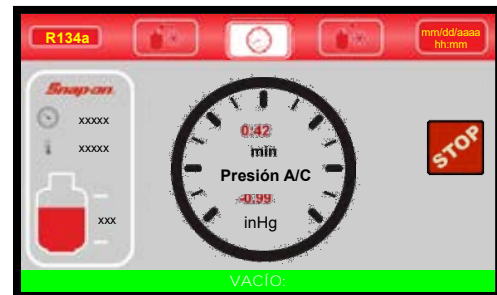 R134a
mm/dd/aaaa
hh:mm
Snap-on
xxxxx
xxxxx
xxx
0:42
min
Presión A/C
-0.99
inHg
STOP
VACÍO.